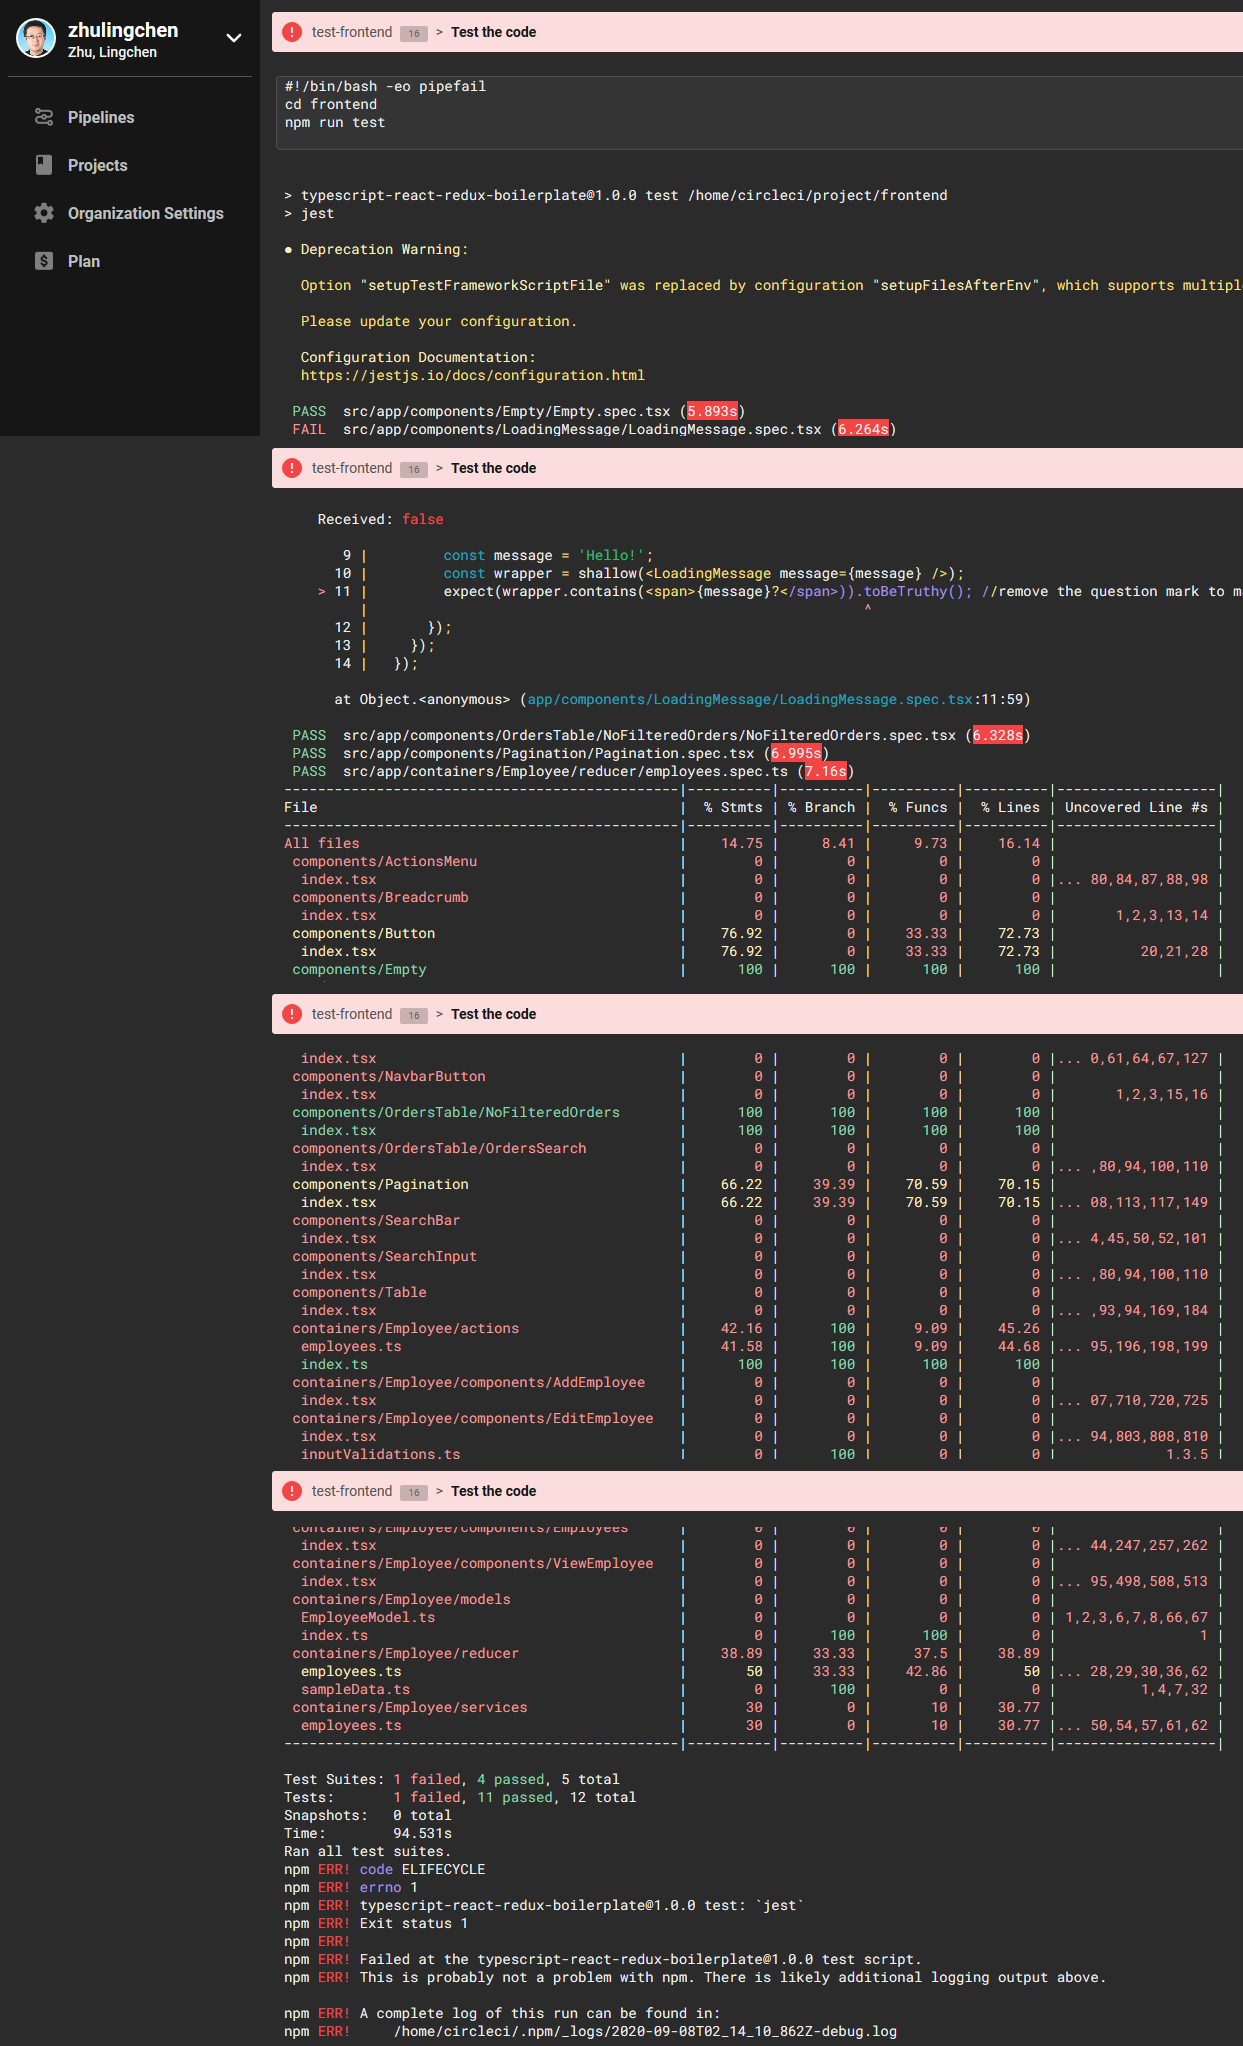 zhulingchen
Zhu, Lingchen
Pipelines
Projects
Organization Settings
Plan
test-frontend 16 > Test the code
#!/bin/bash -eo pipefail
cd frontend
npm run test
> typescript-react-redux-boilerplate@1.0.0 test /home/circleci/project/frontend
> jest
● Deprecation Warning:
Option "setupTestFrameworkScriptFile" was replaced by configuration "setupFilesAfterEnv", which supports multipl
Please update your configuration.
Configuration Documentation:
https://jestjs.io/docs/configuration.html
PASS src/app/components/Empty/Empty.spec.tsx (5.893s)
FAIL src/app/components/LoadingMessage/LoadingMessage.spec.tsx (6.264s)
test-frontend 16 > Test the code
Received: false
9 | const message = 'Hello!';
10 | const wrapper = shallow(<LoadingMessage message={message} />);
> 11 | expect(wrapper.contains(<span>{message}?</span>)).toBeTruthy(); //remove the question mark to m
| ^
12 | });
13 | });
14 | });
at Object.<anonymous> (app/components/LoadingMessage/LoadingMessage.spec.tsx:11:59)
PASS src/app/components/OrdersTable/NoFilteredOrders/NoFilteredOrders.spec.tsx (6.328s)
PASS src/app/components/Pagination/Pagination.spec.tsx (6.995s)
PASS src/app/containers/Employee/reducer/employees.spec.ts (7.16s)
-----------------------------------------------|----------|----------|----------|----------|-------------------|
File | % Stmts | % Branch | % Funcs | % Lines | Uncovered Line #s |
-----------------------------------------------|----------|----------|----------|----------|-------------------|
All files | 14.75 | 8.41 | 9.73 | 16.14 | |
components/ActionsMenu | 0 | 0 | 0 | 0 | |
index.tsx | 0 | 0 | 0 | 0 |... 80,84,87,88,98 |
components/Breadcrumb | 0 | 0 | 0 | 0 | |
index.tsx | 0 | 0 | 0 | 0 | 1,2,3,13,14 |
components/Button | 76.92 | 0 | 33.33 | 72.73 | |
index.tsx | 76.92 | 0 | 33.33 | 72.73 | 20,21,28 |
components/Empty | 100 | 100 | 100 | 100 | |
test-frontend 16 > Test the code
index.tsx | 0 | 0 | 0 | 0 |... 0,61,64,67,127 |
components/NavbarButton | 0 | 0 | 0 | 0 | |
index.tsx | 0 | 0 | 0 | 0 | 1,2,3,15,16 |
components/OrdersTable/NoFilteredOrders | 100 | 100 | 100 | 100 | |
index.tsx | 100 | 100 | 100 | 100 | |
components/OrdersTable/OrdersSearch | 0 | 0 | 0 | 0 | |
index.tsx | 0 | 0 | 0 | 0 |... ,80,94,100,110 |
components/Pagination | 66.22 | 39.39 | 70.59 | 70.15 | |
index.tsx | 66.22 | 39.39 | 70.59 | 70.15 |... 08,113,117,149 |
components/SearchBar | 0 | 0 | 0 | 0 | |
index.tsx | 0 | 0 | 0 | 0 |... 4,45,50,52,101 |
components/SearchInput | 0 | 0 | 0 | 0 | |
index.tsx | 0 | 0 | 0 | 0 |... ,80,94,100,110 |
components/Table | 0 | 0 | 0 | 0 | |
index.tsx | 0 | 0 | 0 | 0 |... ,93,94,169,184 |
containers/Employee/actions | 42.16 | 100 | 9.09 | 45.26 | |
employees.ts | 41.58 | 100 | 9.09 | 44.68 |... 95,196,198,199 |
index.ts | 100 | 100 | 100 | 100 | |
containers/Employee/components/AddEmployee | 0 | 0 | 0 | 0 | |
index.tsx | 0 | 0 | 0 | 0 |... 07,710,720,725 |
containers/Employee/components/EditEmployee | 0 | 0 | 0 | 0 | |
index.tsx | 0 | 0 | 0 | 0 |... 94,803,808,810 |
inputValidations.ts | 0 | 100 | 0 | 0 | 1,3,5 |
test-frontend 16 > Test the code
containers/Employee/components/Employees | 0 | 0 | 0 | 0 | |
index.tsx | 0 | 0 | 0 | 0 |... 44,247,257,262 |
containers/Employee/components/ViewEmployee | 0 | 0 | 0 | 0 | |
index.tsx | 0 | 0 | 0 | 0 |... 95,498,508,513 |
containers/Employee/models | 0 | 0 | 0 | 0 | |
EmployeeModel.ts | 0 | 0 | 0 | 0 | 1,2,3,6,7,8,66,67 |
index.ts | 0 | 100 | 100 | 0 | 1 |
containers/Employee/reducer | 38.89 | 33.33 | 37.5 | 38.89 | |
employees.ts | 50 | 33.33 | 42.86 | 50 |... 28,29,30,36,62 |
sampleData.ts | 0 | 100 | 0 | 0 | 1,4,7,32 |
containers/Employee/services | 30 | 0 | 10 | 30.77 | |
employees.ts | 30 | 0 | 10 | 30.77 |... 50,54,57,61,62 |
-----------------------------------------------|----------|----------|----------|----------|-------------------|
Test Suites: 1 failed, 4 passed, 5 total
Tests: 1 failed, 11 passed, 12 total
Snapshots: 0 total
Time: 94.531s
Ran all test suites.
npm ERR! code ELIFECYCLE
npm ERR! errno 1
npm ERR! typescript-react-redux-boilerplate@1.0.0 test: `jest`
npm ERR! Exit status 1
npm ERR!
npm ERR! Failed at the typescript-react-redux-boilerplate@1.0.0 test script.
npm ERR! This is probably not a problem with npm. There is likely additional logging output above.
npm ERR! A complete log of this run can be found in:
npm ERR! /home/circleci/.npm/_logs/2020-09-08T02_14_10_862Z-debug.log